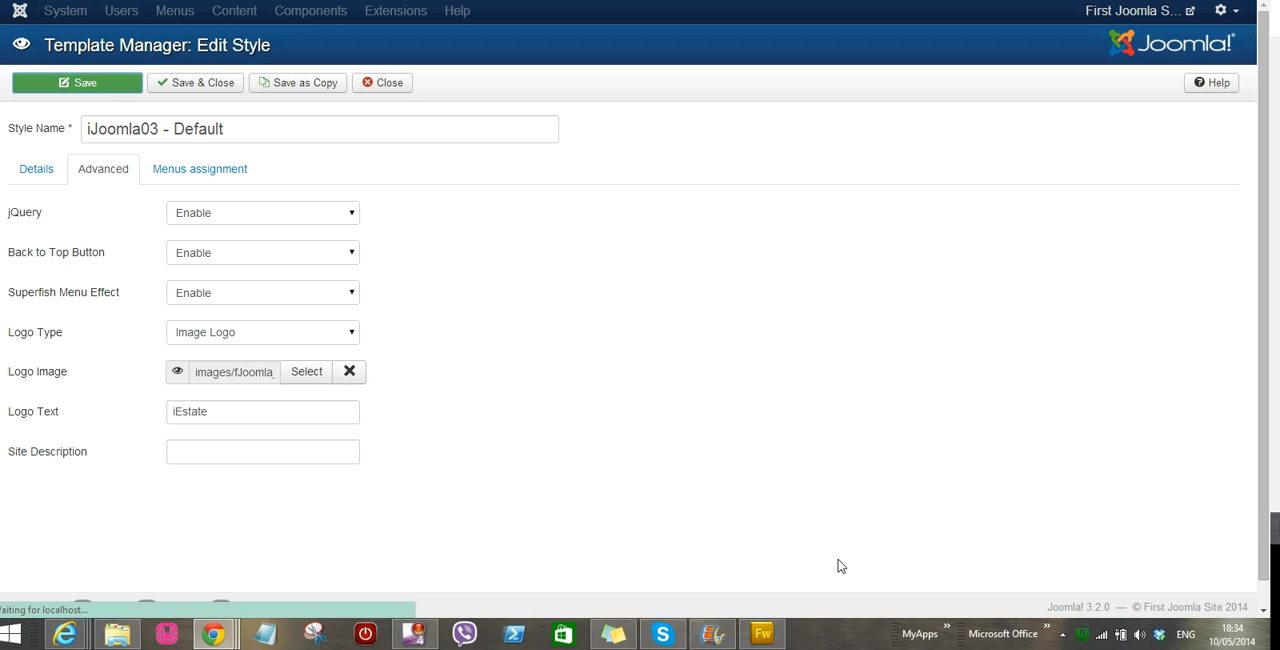 System Users Menus Content Components Extensions Help First Joomla S...
Template Manager: Edit Style Joomla!
Save Save & Close Save as Copy Close Help
Style Name * iJoomla03 - Default
Details Advanced Menus assignment
jQuery Enable
Back to Top Button Enable
Superfish Menu Effect Enable
Logo Type Image Logo
Logo Image images/fJoomla_ Select
Logo Text iEstate
Site Description
Joomla! 3.2.0 — © First Joomla Site 2014
Waiting for localhost...
MyApps » Microsoft Office » ENG 18:34
10/05/2014
Fw